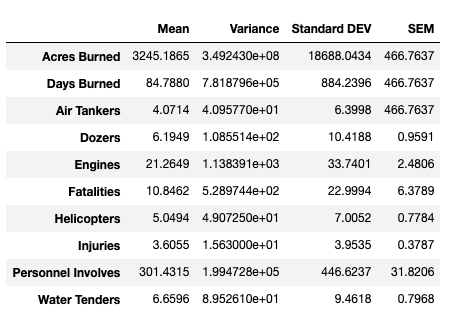 Mean Variance Standard DEV SEM
Acres Burned 3245.1865 3.492430e+08 18688.0434 466.7637
Days Burned 84.7880 7.818796e+05 884.2396 466.7637
Air Tankers 4.0714 4.095770e+01 6.3998 466.7637
Dozers 6.1949 1.085514e+02 10.4188 0.9591
Engines 21.2649 1.138391e+03 33.7401 2.4806
Fatalities 10.8462 5.289744e+02 22.9994 6.3789
Helicopters 5.0494 4.907250e+01 7.0052 0.7784
Injuries 3.6055 1.563000e+01 3.9535 0.3787
Personnel Involves 301.4315 1.994728e+05 446.6237 31.8206
Water Tenders 6.6596 8.952610e+01 9.4618 0.7968